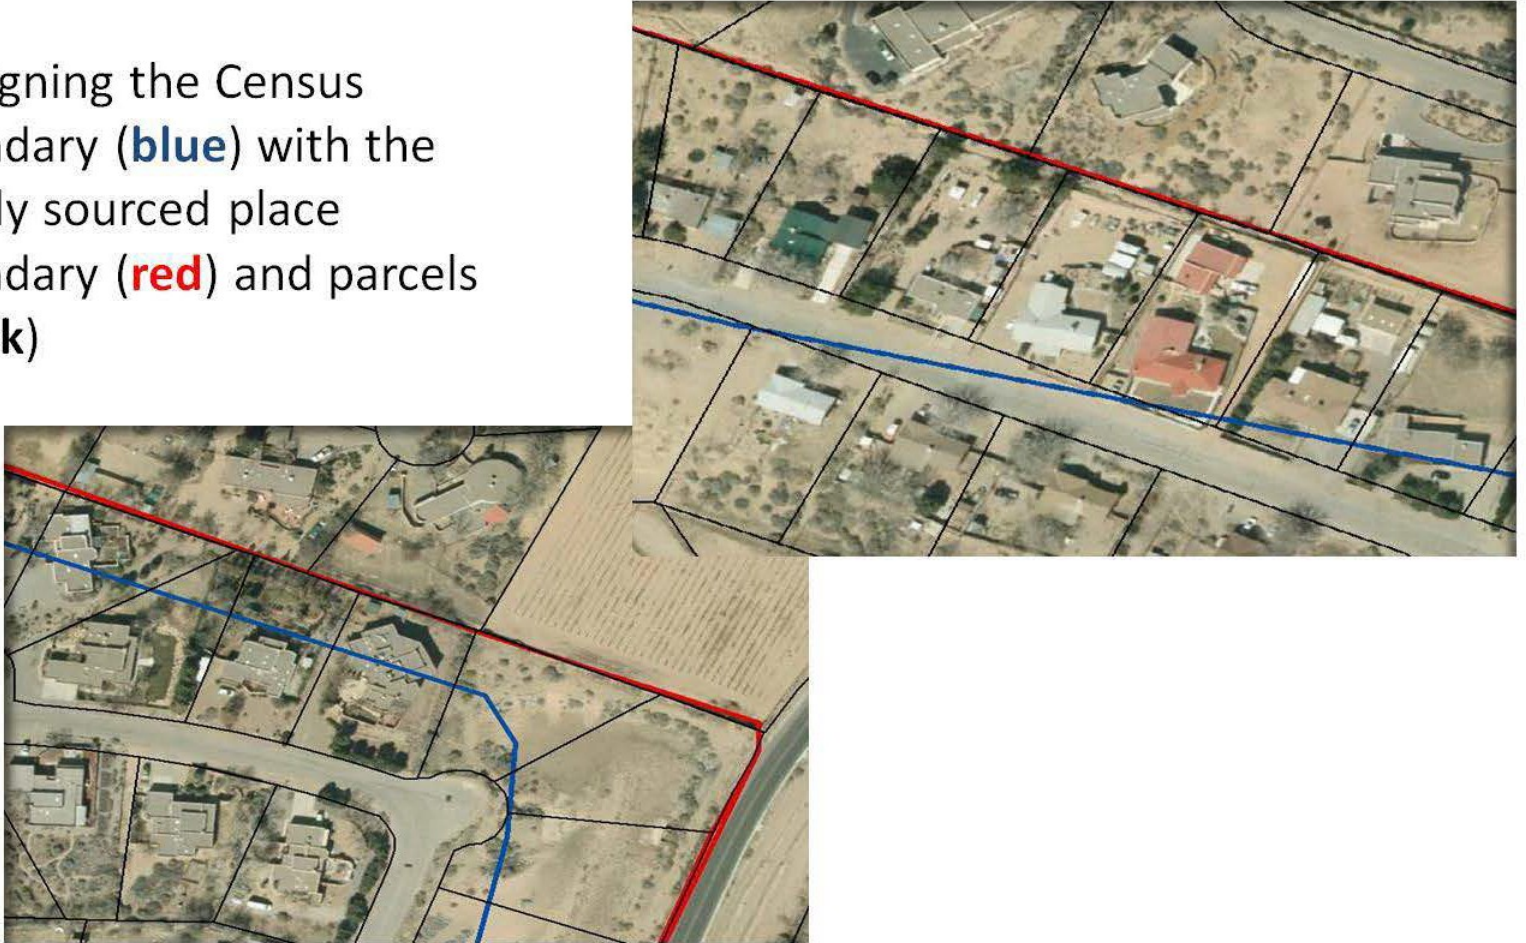 gning the Census
dary (blue) with the
ly sourced place
dary (red) and parcels
k)